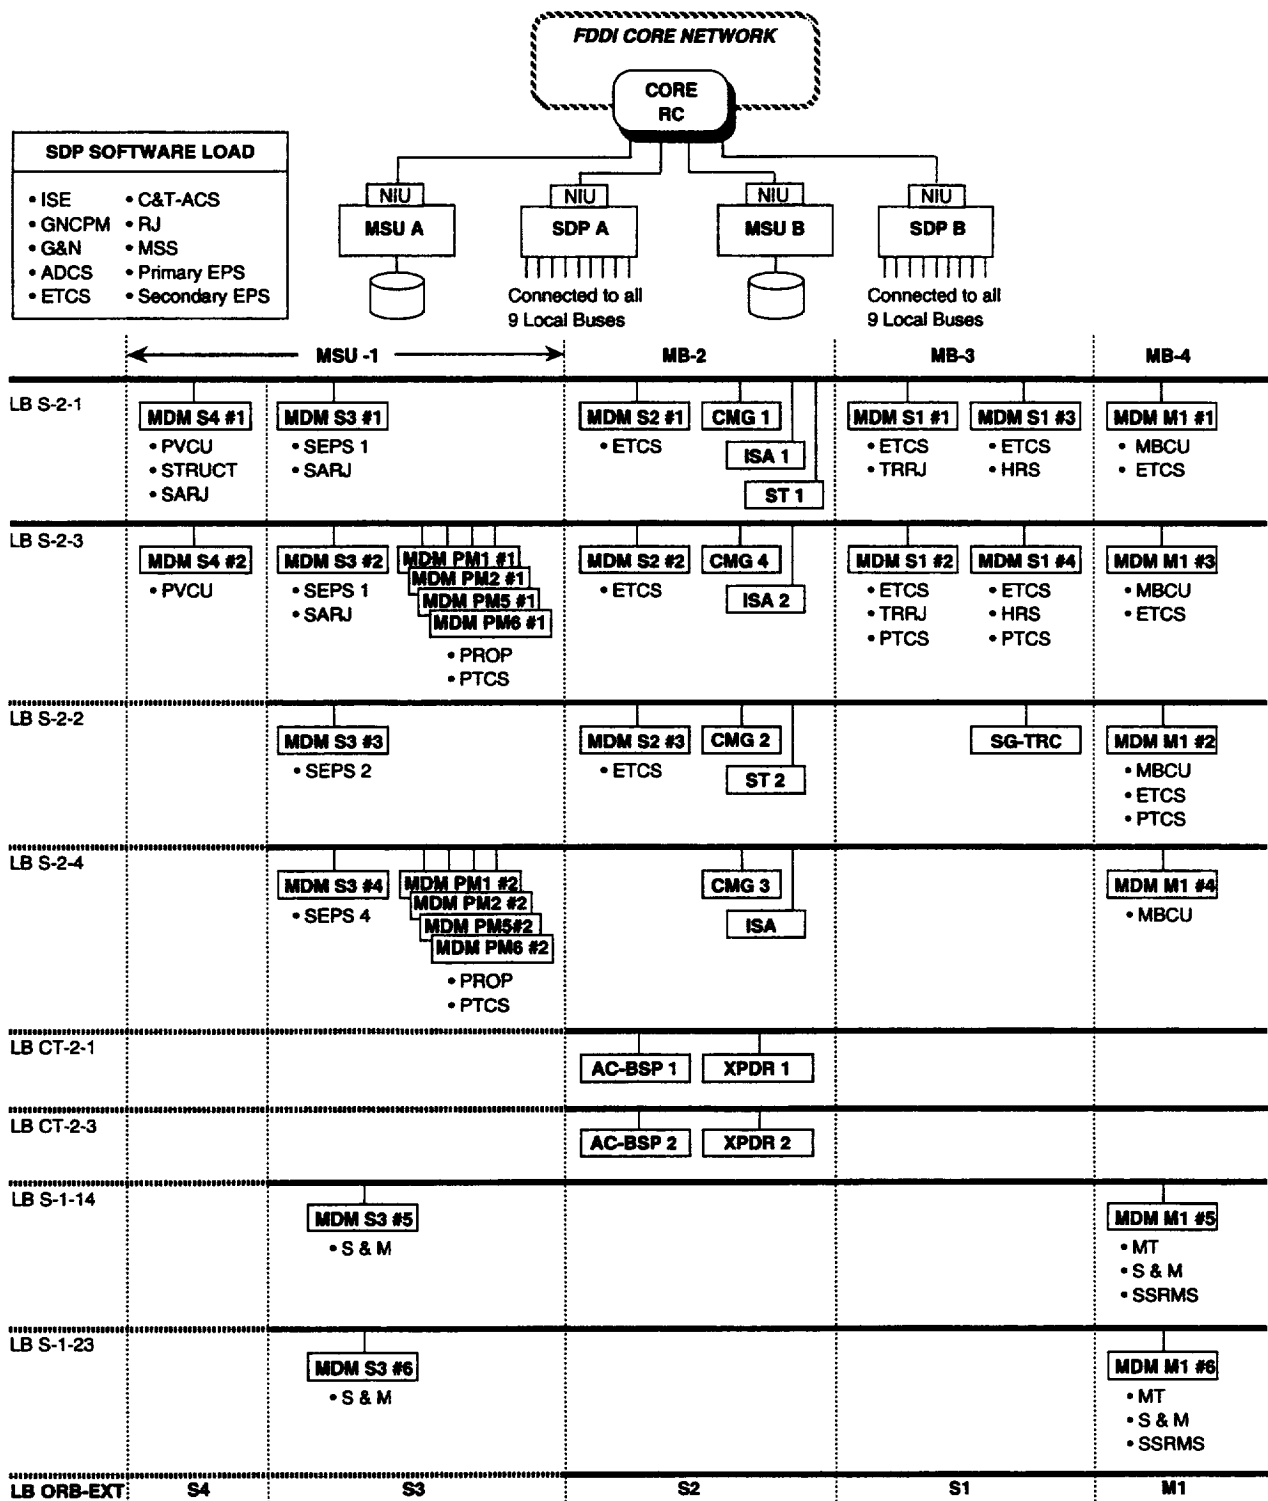 FDDI CORE NETWORK
CORE
RC
SDP SOFTWARE LOAD
• ISE • C&T-ACS
• GNCPM • RJ
• G&N • MSS
• ADCS • Primary EPS
• ETCS • Secondary EPS
NIU NIU NIU NIU
MSU A SDP A MSU B SDP B
Connected to all Connected to all
9 Local Buses 9 Local Buses
MSU -1 MB-2 MB-3 MB-4
LB S-2-1
MDM S4 #1 MDM S3 #1 MDM S2 #1 CMG 1 MDM S1 #1 MDM S1 #3 MDM M1 #1
• PVCU • SEPS 1 • ETCS • ETCS • ETCS • MBCU
ISA 1
• STRUCT • SARJ • TRRJ • HRS • ETCS
• SARJ ST 1
LB S-2-3
MDM S4 #2 MDM S3 #2 MDM PM1 #1 MDM S2 #2 CMG 4 MDM S1 #2 MDM S1 #4 MDM M1 #3
MDM PM2 #1
• PVCU • SEPS 1 • ETCS • ETCS • ETCS • MBCU
MDM PM5 #1 ISA 2
• SARJ • TRRJ • HRS • ETCS
MDM PM6 #1
• PTCS • PTCS
• PROP
• PTCS
LB S-2-2
MDM S3 #3 MDM S2 #3 CMG 2 SG-TRC MDM M1 #2
• SEPS 2 • ETCS • MBCU
ST 2
• ETCS
• PTCS
LB S-2-4
MDM S3 #4 MDM PM1 #2 CMG 3 MDM M1 #4
MDM PM2 #2
• SEPS 4 • MBCU
MDM PM5#2 ISA
MDM PM6 #2
• PROP
• PTCS
LB CT-2-1
AC-BSP 1 XPDR 1
LB CT-2-3
AC-BSP 2 XPDR 2
LB S-1-14
MDM S3 #5 MDM M1 #5
• S & M • MT
• S & M
• SSRMS
LB S-1-23
MDM S3 #6 MDM M1 #6
• S & M • MT
• S & M
• SSRMS
LB ORB-EXT S4 S3 S2 S1 M1